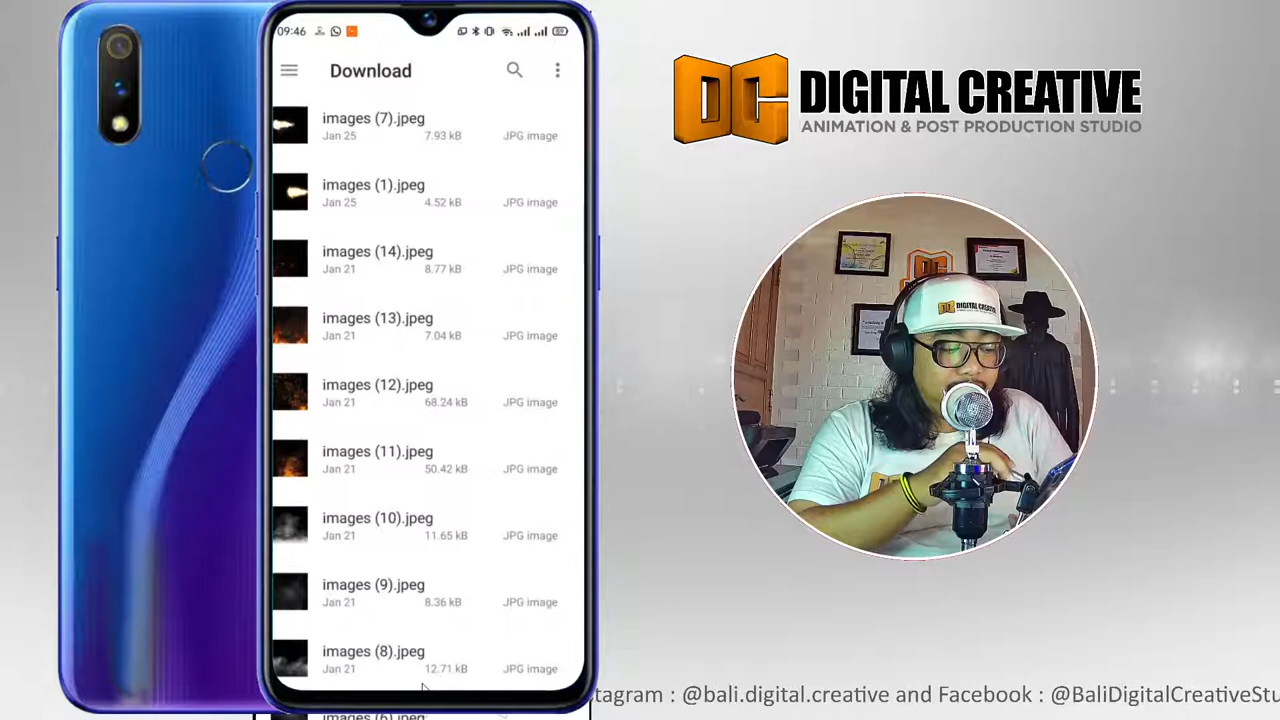 09:46
Download
images (7).jpeg
Jan 25 7.93 kB JPG image
images (1).jpeg
Jan 25 4.52 kB JPG image
images (14).jpeg
Jan 21 8.77 kB JPG image
images (13).jpeg
Jan 21 7.04 kB JPG image
images (12).jpeg
Jan 21 68.24 kB JPG image
images (11).jpeg
Jan 21 50.42 kB JPG image
images (10).jpeg
Jan 21 11.65 kB JPG image
images (9).jpeg
Jan 21 8.36 kB JPG image
images (8).jpeg
Jan 21 12.71 kB JPG image
DC DIGITAL CREATIVE
ANIMATION & POST PRODUCTION STUDIO
DIGITAL CREATIVE
stagram : @bali.digital.creative and Facebook : @BaliDigitalCreativeStu